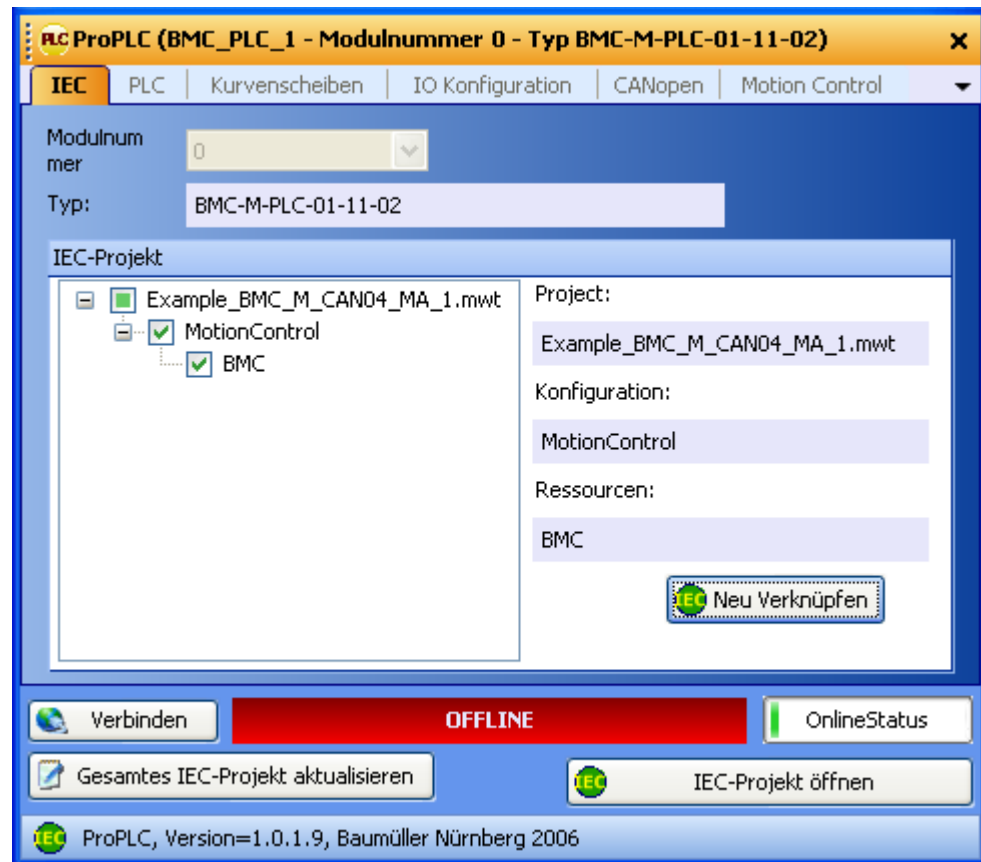 PLC ProPLC (BMC_PLC_1 - Modulnummer 0 - Typ BMC-M-PLC-01-11-02)
IEC PLC Kurvenscheiben IO Konfiguration CANopen Motion Control
Modulnum
mer
0
Typ:
BMC-M-PLC-01-11-02
IEC-Projekt
Example_BMC_M_CAN04_MA_1.mwt
MotionControl
BMC
Project:
Example_BMC_M_CAN04_MA_1.mwt
Konfiguration:
MotionControl
Ressourcen:
BMC
IEC Neu Verknüpfen
Verbinden
OFFLINE
OnlineStatus
Gesamtes IEC-Projekt aktualisieren
IEC IEC-Projekt öffnen
IEC ProPLC, Version=1.0.1.9, Baumüller Nürnberg 2006